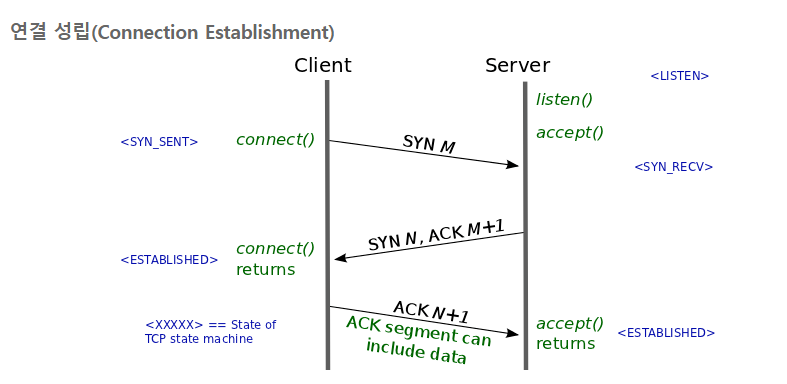 연결 성립(Connection Establishment)
Client
Server
<LISTEN>
listen()
accept()
<SYN_SENT>
connect()
SYN M
<SYN_RECV>
SYN N, ACK M+1
<ESTABLISHED>
connect()
returns
<XXXXX> == State of
TCP state machine
ACK N+1
ACK segment can
include data
accept()
returns
<ESTABLISHED>